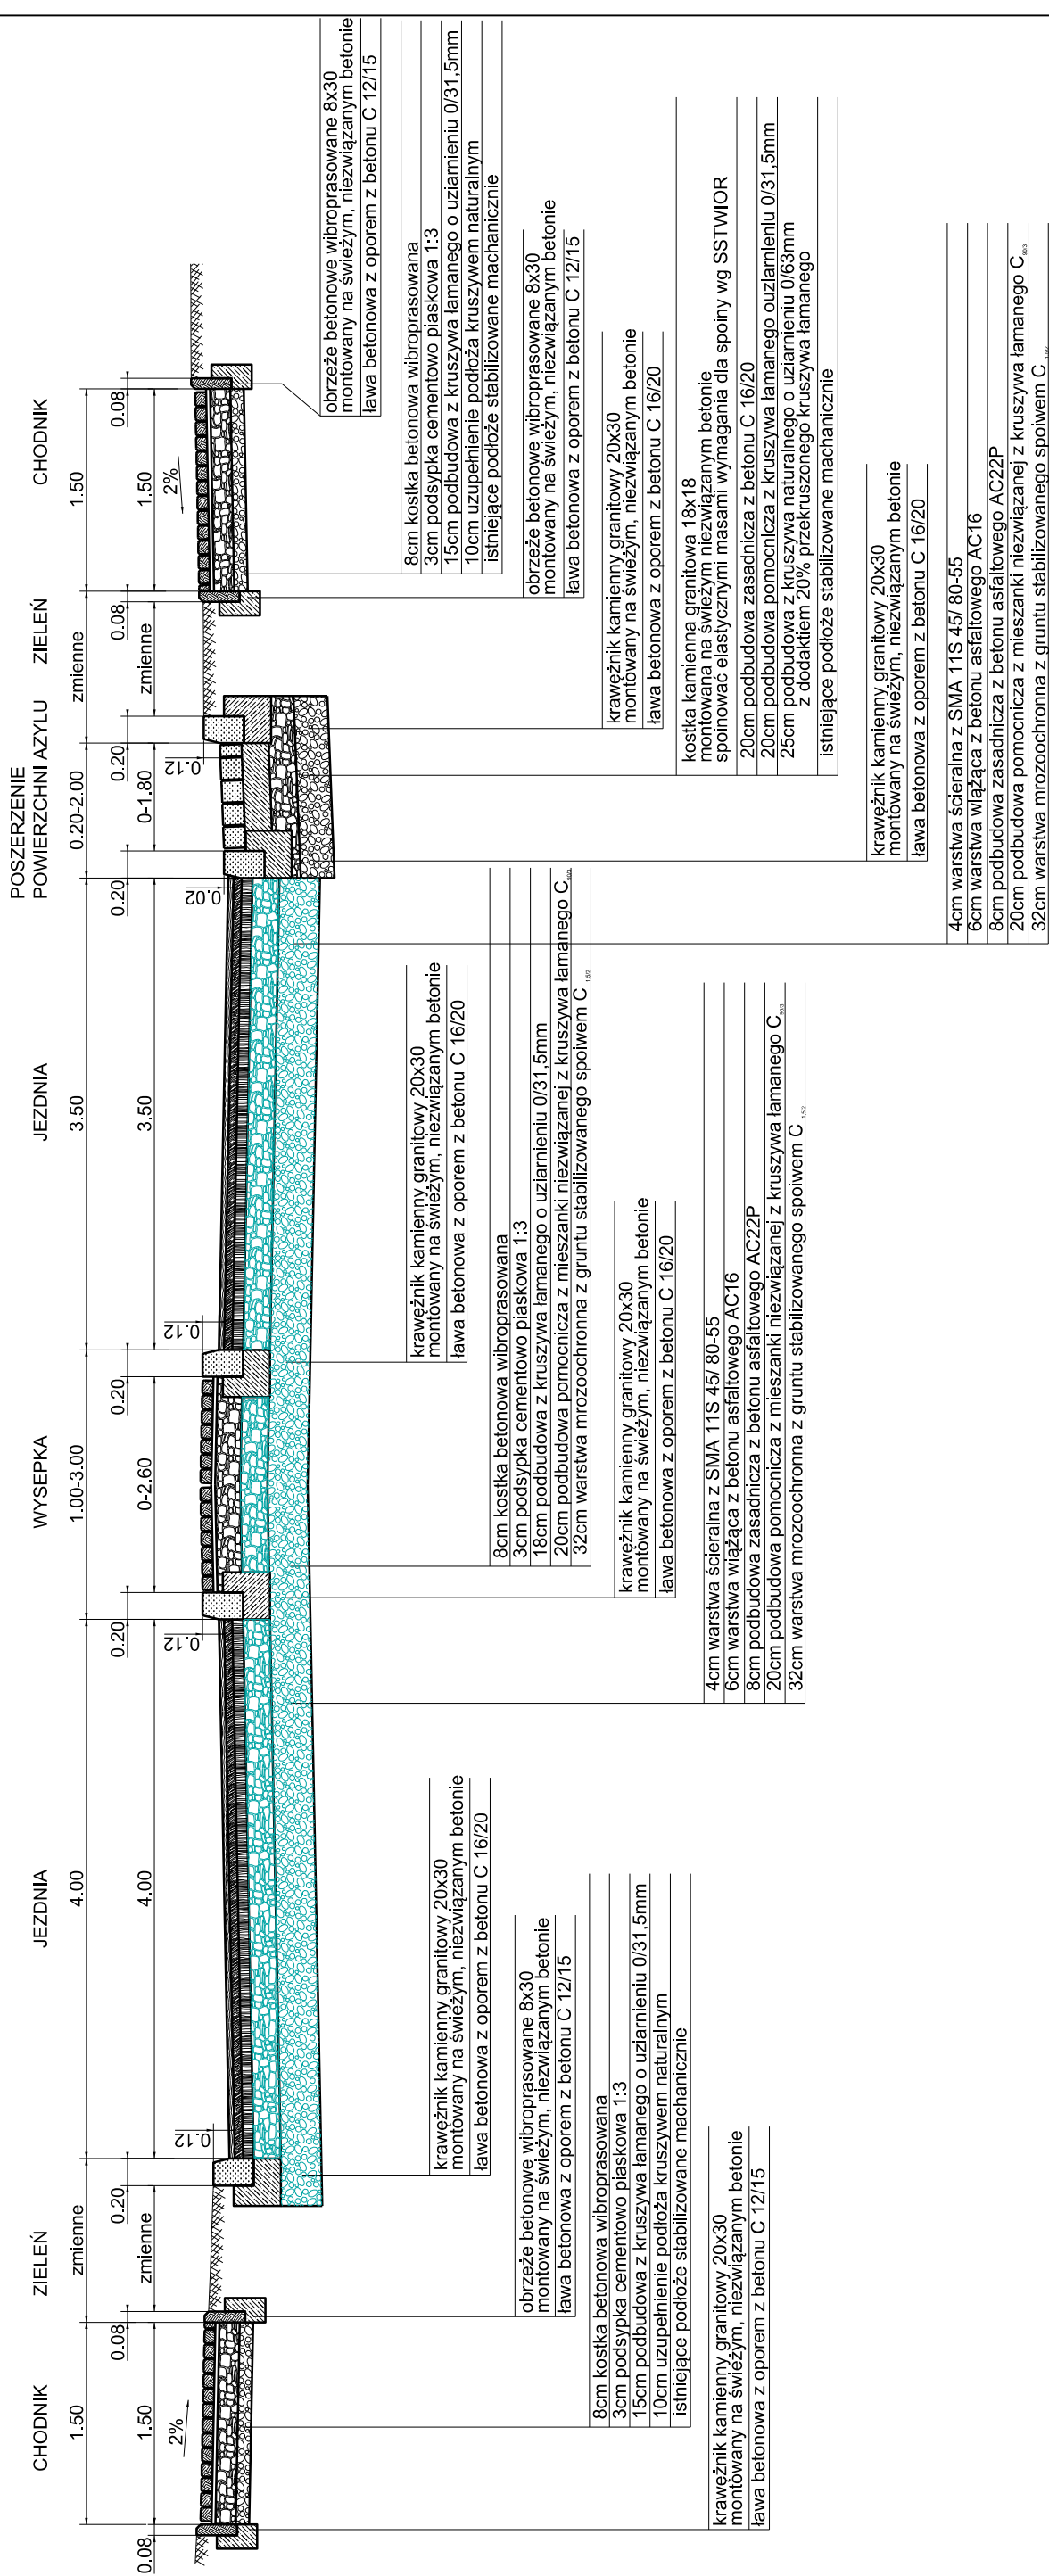 CHODNIK
ZIELEŃ
JEZDNIA
WYSEPKA
JEZDNIA
POSZERZENIE
POWIERZCHNI AZYLU
ZIELEŃ
CHODNIK
1.50
zmienne
4.00
1.00-3.00
3.50
0.20-2.00
zmienne
1.50
0.08
0.08
0.20
0.20
0.20
0.20
0.20
0.08
0.08
1.50
zmienne
4.00
0-2.60
3.50
0-1.80
zmienne
1.50
2%
0.12
0.12
0.12
0.02
0.12
2%
krawężnik kamienny granitowy 20x30
montowany na świeżym, niezwiązanym betonie
ława betonowa z oporem z betonu C 12/15
8cm kostka betonowa wibroprasowana
3cm podsypka cementowo piaskowa 1:3
15cm podbudowa z kruszywa łamanego o uziarnieniu 0/31,5mm
10cm uzupełnienie podłoża kruszywem naturalnym
istniejące podłoże stabilizowane machanicznie
obrzeże betonowe wibroprasowane 8x30
montowany na świeżym, niezwiązanym betonie
ława betonowa z oporem z betonu C 12/15
krawężnik kamienny granitowy 20x30
montowany na świeżym, niezwiązanym betonie
ława betonowa z oporem z betonu C 16/20
4cm warstwa ścieralna z SMA 11S 45/ 80-55
6cm warstwa wiążąca z betonu asfaltowego AC16
8cm podbudowa zasadnicza z betonu asfaltowego AC22P
20cm podbudowa pomocnicza z mieszanki niezwiązanej z kruszywa łamanego C
32cm warstwa mrozoochronna z gruntu stabilizowanego spoiwem C
krawężnik kamienny granitowy 20x30
montowany na świeżym, niezwiązanym betonie
ława betonowa z oporem z betonu C 16/20
8cm kostka betonowa wibroprasowana
3cm podsypka cementowo piaskowa 1:3
18cm podbudowa z kruszywa łamanego o uziarnieniu 0/31,5mm
20cm podbudowa pomocnicza z mieszanki niezwiązanej z kruszywa łamanego C
32cm warstwa mrozoochronna z gruntu stabilizowanego spoiwem C
krawężnik kamienny granitowy 20x30
montowany na świeżym, niezwiązanym betonie
ława betonowa z oporem z betonu C 16/20
4cm warstwa ścieralna z SMA 11S 45/ 80-55
6cm warstwa wiążąca z betonu asfaltowego AC16
8cm podbudowa zasadnicza z betonu asfaltowego AC22P
20cm podbudowa pomocnicza z mieszanki niezwiązanej z kruszywa łamanego C
32cm warstwa mrozoochronna z gruntu stabilizowanego spoiwem C
krawężnik kamienny granitowy 20x30
montowany na świeżym, niezwiązanym betonie
ława betonowa z oporem z betonu C 16/20
kostka kamienna granitowa 18x18
montowana na świeżym niezwiązanym betonie
spoinować elastycznymi masami wymagania dla spoiny wg SSTWIOR
20cm podbudowa zasadnicza z betonu C 16/20
20cm podbudowa pomocnicza z kruszywa łamanego ouziarnieniu 0/31,5mm
25cm podbudowa z kruszywa naturalnego o uziarnieniu 0/63mm
z dodaktiem 20% przekruszonego kruszywa łamanego
istniejące podłoże stabilizowane machanicznie
krawężnik kamienny granitowy 20x30
montowany na świeżym, niezwiązanym betonie
ława betonowa z oporem z betonu C 16/20
obrzeże betonowe wibroprasowane 8x30
montowany na świeżym, niezwiązanym betonie
ława betonowa z oporem z betonu C 12/15
8cm kostka betonowa wibroprasowana
3cm podsypka cementowo piaskowa 1:3
15cm podbudowa z kruszywa łamanego o uziarnieniu 0/31,5mm
10cm uzupełnienie podłoża kruszywem naturalnym
istniejące podłoże stabilizowane machanicznie
obrzeże betonowe wibroprasowane 8x30
montowany na świeżym, niezwiązanym betonie
ława betonowa z oporem z betonu C 12/15